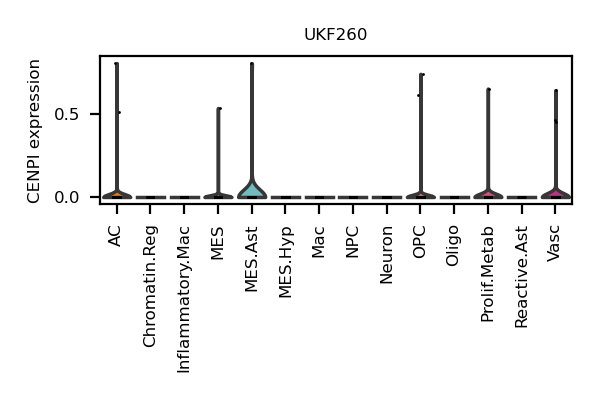 UKF260
CENPI expression
0.5
0.0
AC
Chromatin.Reg
Inflammatory.Mac
MES
MES.Ast
MES.Hyp
Mac
NPC
Neuron
OPC
Oligo
Prolif.Metab
Reactive.Ast
Vasc